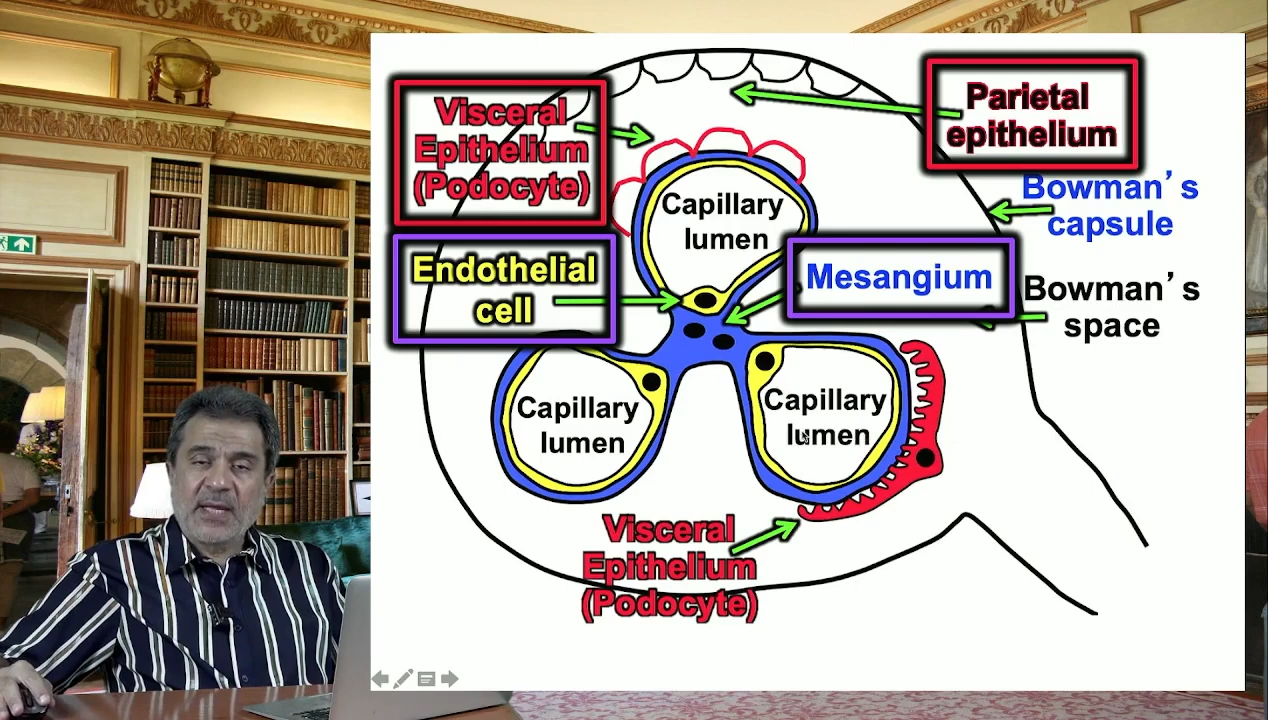 Visceral
Epithelium
(Podocyte)
Parietal
epithelium
Bowman's
capsule
Capillary
lumen
Endothelial
cell
Mesangium
Bowman's
space
Capillary
lumen
Capillary
lumen
Visceral
Epithelium
(Podocyte)